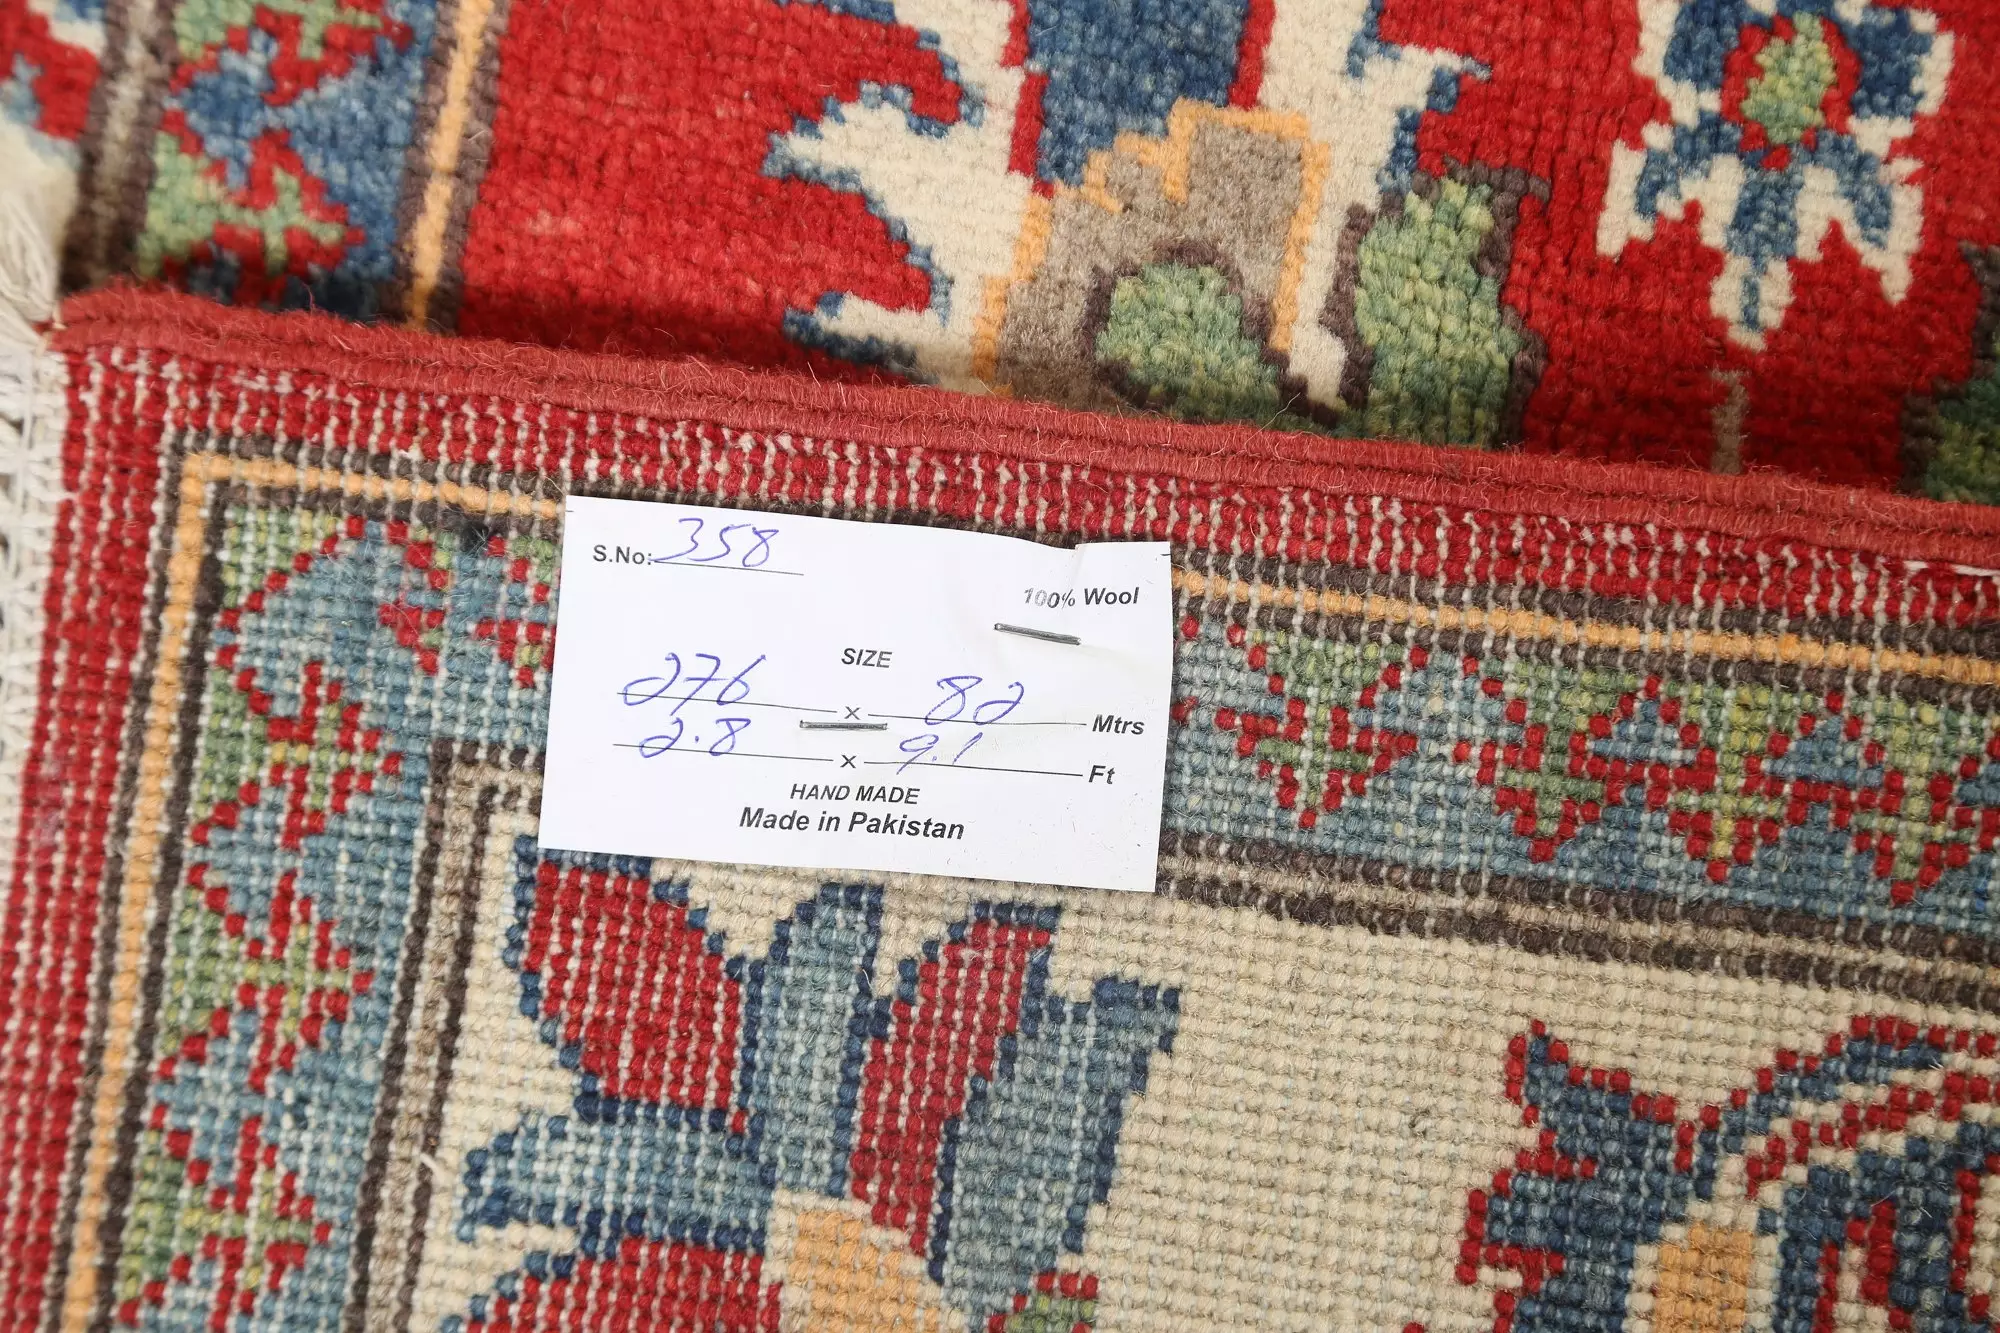 S.No: 358
100% Wool
SIZE
276 x 82 Mtrs
2.8 x 9.1 Ft
HAND MADE
Made in Pakistan